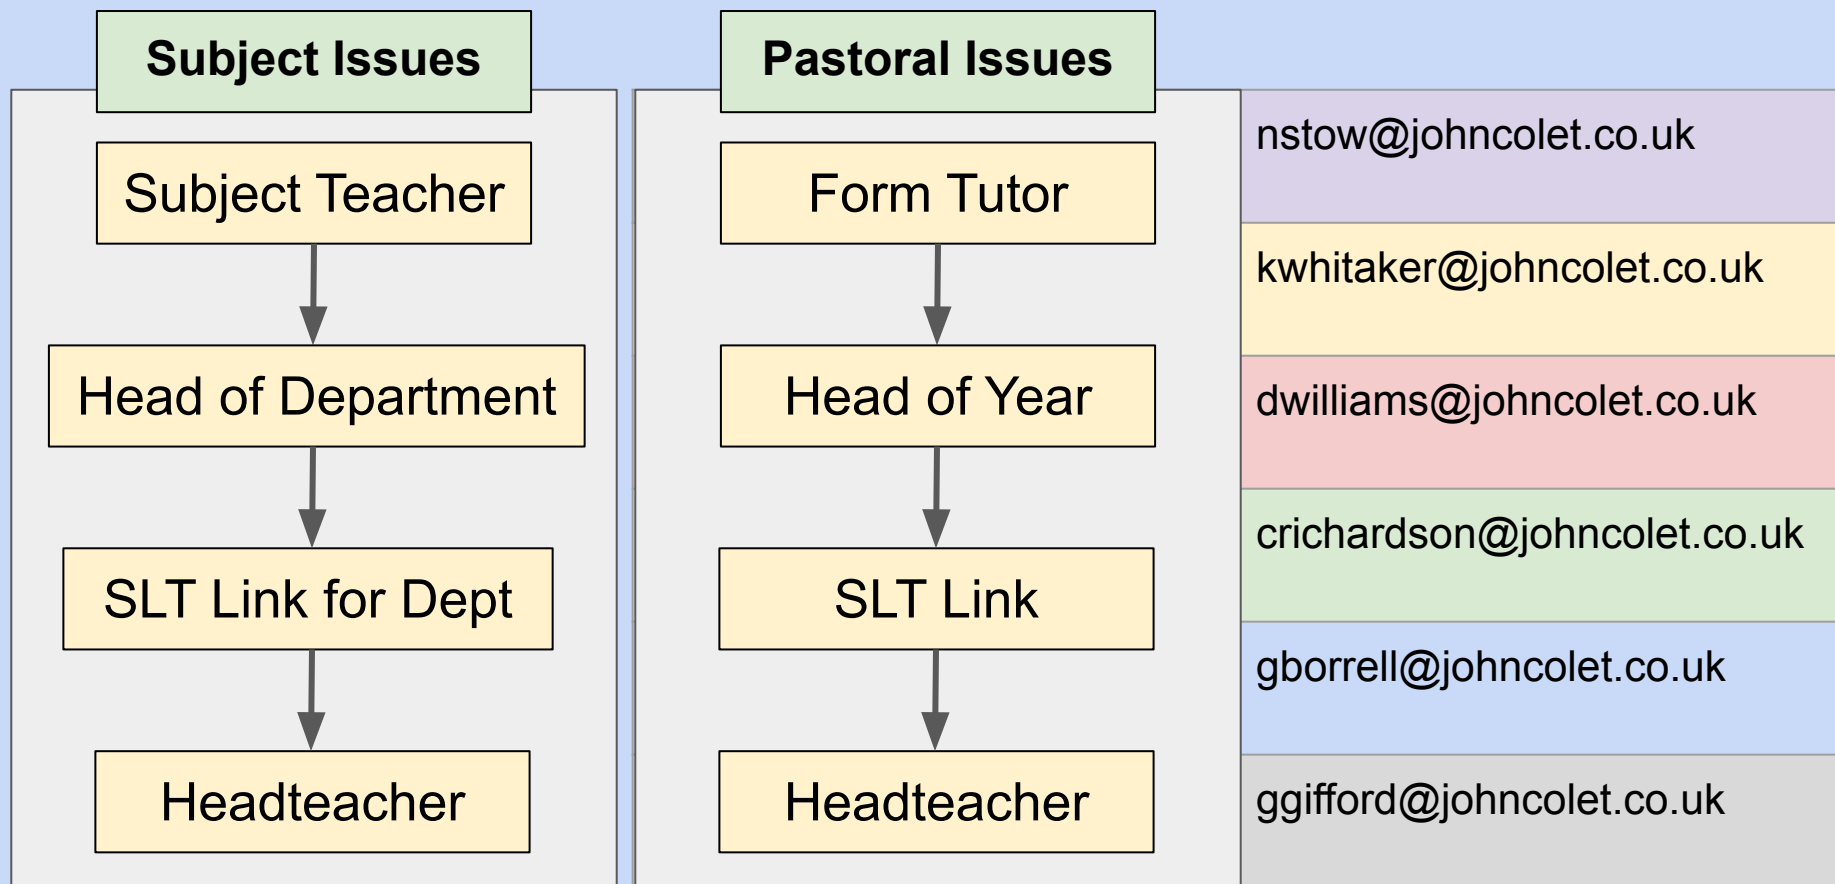 Subject Issues
Subject Teacher
Head of Department
SLT Link for Dept
Headteacher
Pastoral Issues
Form Tutor
Head of Year
SLT Link
Headteacher
nstow@johncolet.co.uk
kwhitaker@johncolet.co.uk
dwilliams@johncolet.co.uk
crichardson@johncolet.co.uk
gborrell@johncolet.co.uk
ggifford@johncolet.co.uk